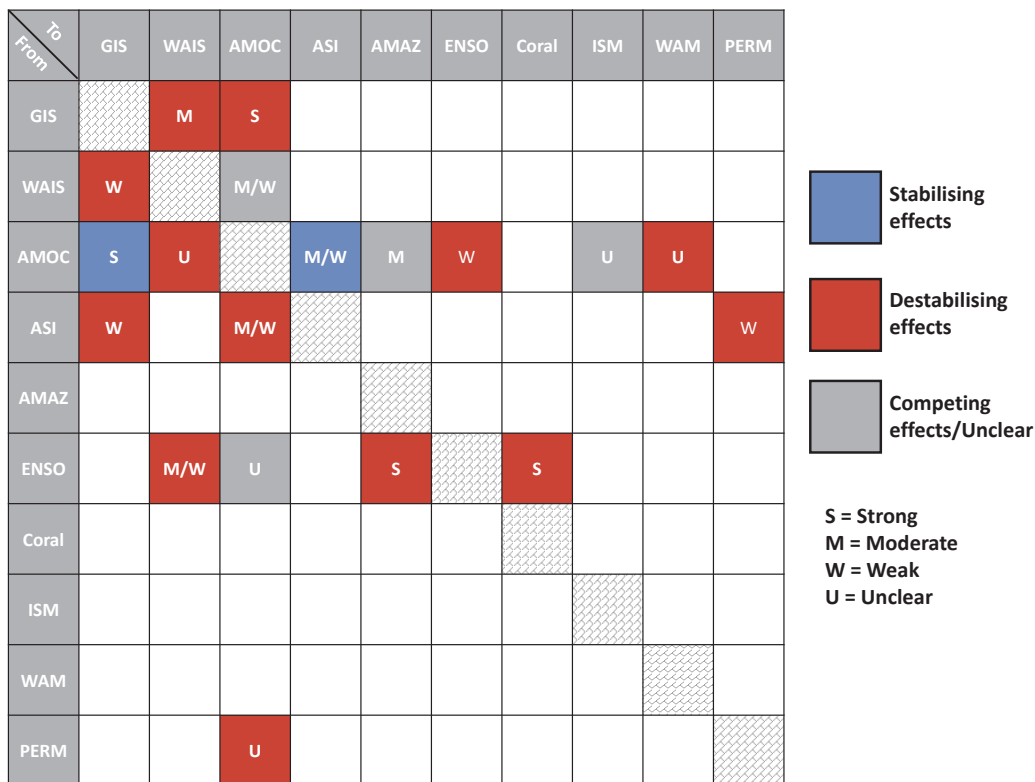 To
From
GIS WAIS AMOC ASI AMAZ ENSO Coral ISM WAM PERM
GIS M S
WAIS W M/W
AMOC S U M/W M W U U
ASI W M/W W
AMAZ
ENSO M/W U S S
Coral
ISM
WAM
PERM U
Stabilising
effects
Destabilising
effects
Competing
effects/Unclear
S = Strong
M = Moderate
W = Weak
U = Unclear